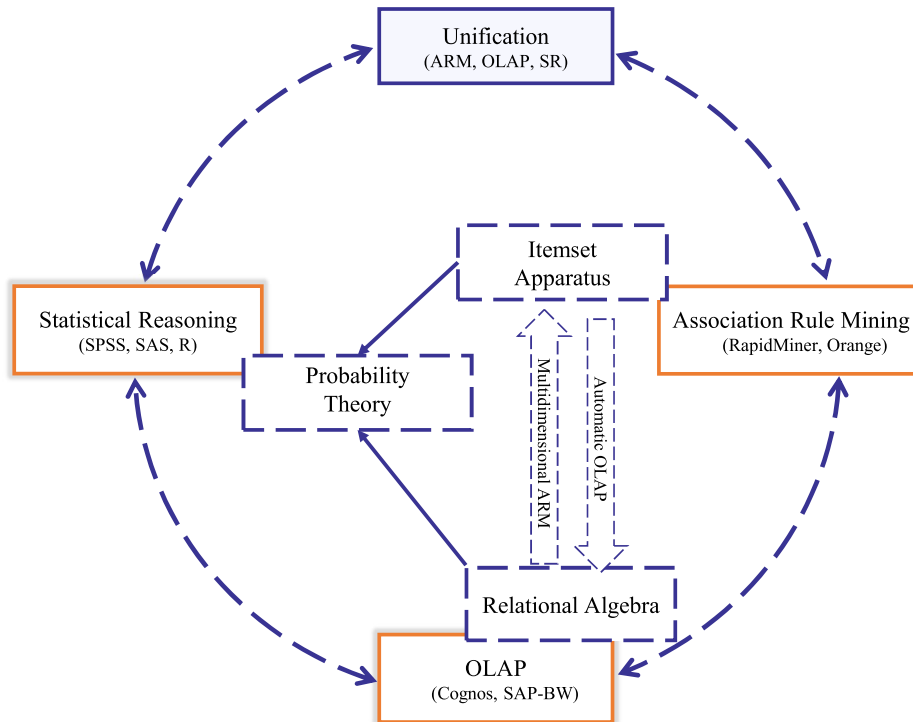 Unification
(ARM, OLAP, SR)
Itemset
Apparatus
Statistical Reasoning
(SPSS, SAS, R)
Association Rule Mining
(RapidMiner, Orange)
Probability
Theory
Multidimensional ARM
Automatic OLAP
Relational Algebra
OLAP
(Cognos, SAP-BW)